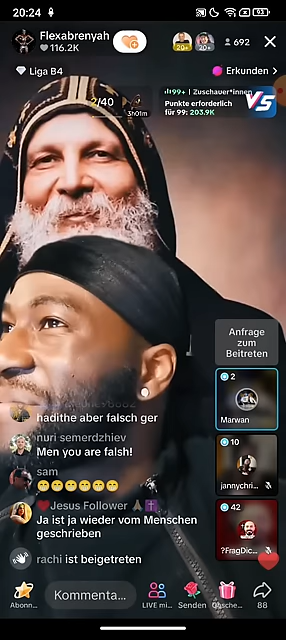 20:24
93
Flexabrenyah
116.2K
20+
20+
692
Liga B4
Erkunden >
2/40
3h01m
99+ | Zuschauer*innen
Punkte erforderlich
für 99: 203.9K
VS
Anfrage
zum
Beitreten
2
Marwan
10
jannychri...
42
?FragDic...
hadithe aber falsch ger
nuri semerdzhiev
Men you are falsh!
sam
Jesus Follower
Ja ist ja wieder vom Menschen
geschrieben
rachi ist beigetreten
Abonn...
Kommenta...
LIVE mi...
Senden
Gesche...
88